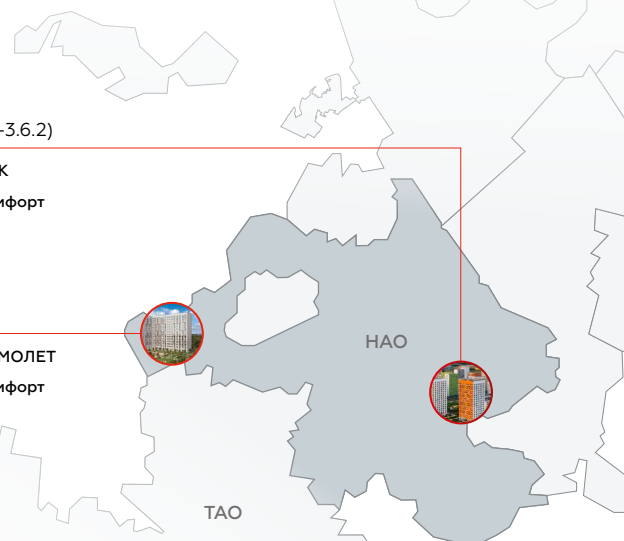 -3.6.2)
К
мфорт
МОЛЕТ
мфорт
НАО
ТАО